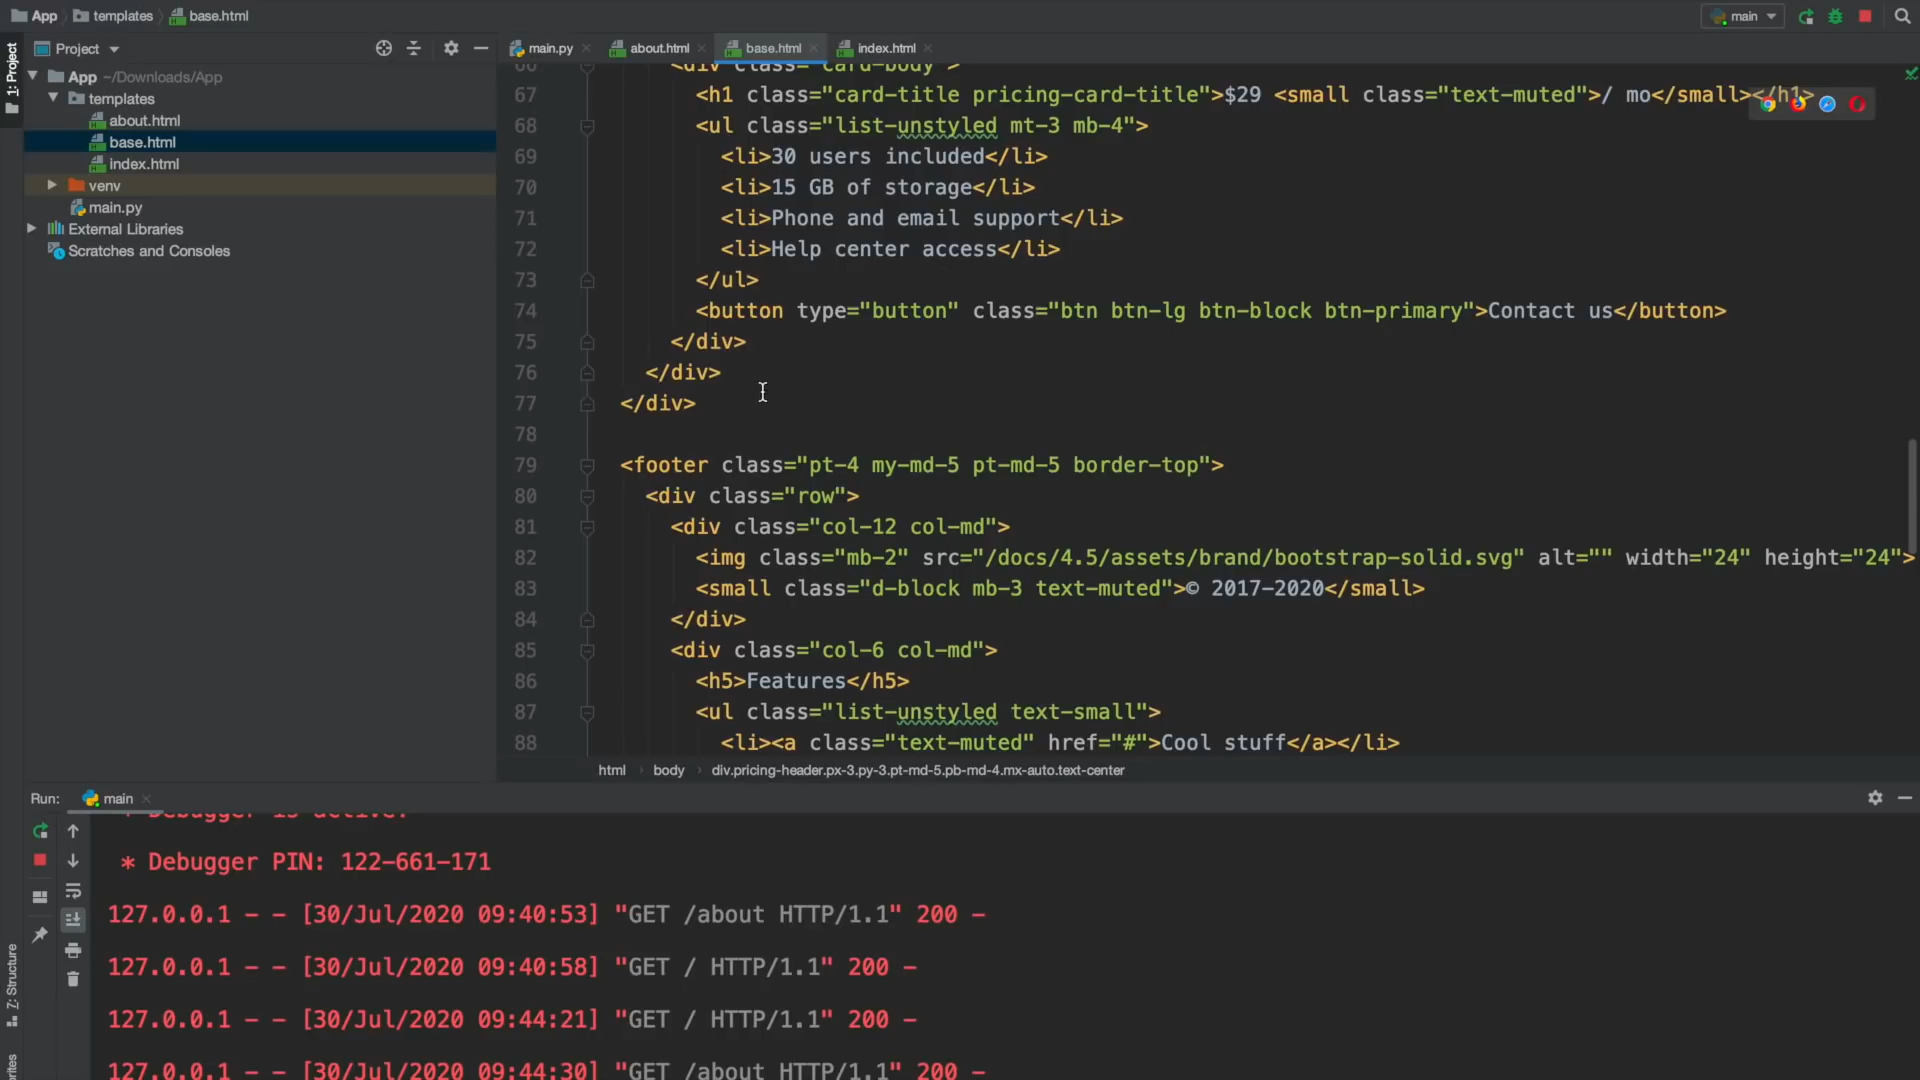 App templates base.html
main
1: Project
Project
main.py about.html base.html index.html
App ~/Downloads/App
templates
about.html
base.html
index.html
venv
main.py
External Libraries
Scratches and Consoles
66 <div class="card-body">
67 <h1 class="card-title pricing-card-title">$29 <small class="text-muted">/ mo</small></h1>
68 <ul class="list-unstyled mt-3 mb-4">
69 <li>30 users included</li>
70 <li>15 GB of storage</li>
71 <li>Phone and email support</li>
72 <li>Help center access</li>
73 </ul>
74 <button type="button" class="btn btn-lg btn-block btn-primary">Contact us</button>
75 </div>
76 </div>
77 </div>
78
79 <footer class="pt-4 my-md-5 pt-md-5 border-top">
80 <div class="row">
81 <div class="col-12 col-md">
82 <img class="mb-2" src="/docs/4.5/assets/brand/bootstrap-solid.svg" alt="" width="24" height="24">
83 <small class="d-block mb-3 text-muted">© 2017-2020</small>
84 </div>
85 <div class="col-6 col-md">
86 <h5>Features</h5>
87 <ul class="list-unstyled text-small">
88 <li><a class="text-muted" href="#">Cool stuff</a></li>
html body div.pricing-header.px-3.py-3.pt-md-5.pb-md-4.mx-auto.text-center
Run: main
* Debugger is active!
* Debugger PIN: 122-661-171
127.0.0.1 - - [30/Jul/2020 09:40:53] "GET /about HTTP/1.1" 200 -
127.0.0.1 - - [30/Jul/2020 09:40:58] "GET / HTTP/1.1" 200 -
127.0.0.1 - - [30/Jul/2020 09:44:21] "GET / HTTP/1.1" 200 -
127.0.0.1 - - [30/Jul/2020 09:44:30] "GET /about HTTP/1.1" 200 -
Z: Structure